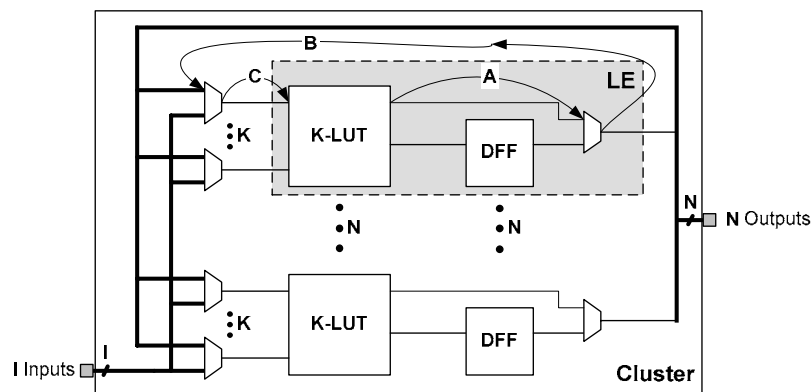 B
LE
C
A
K
K-LUT
DFF
N
N
N Outputs
K
K-LUT
DFF
I
I Inputs
Cluster